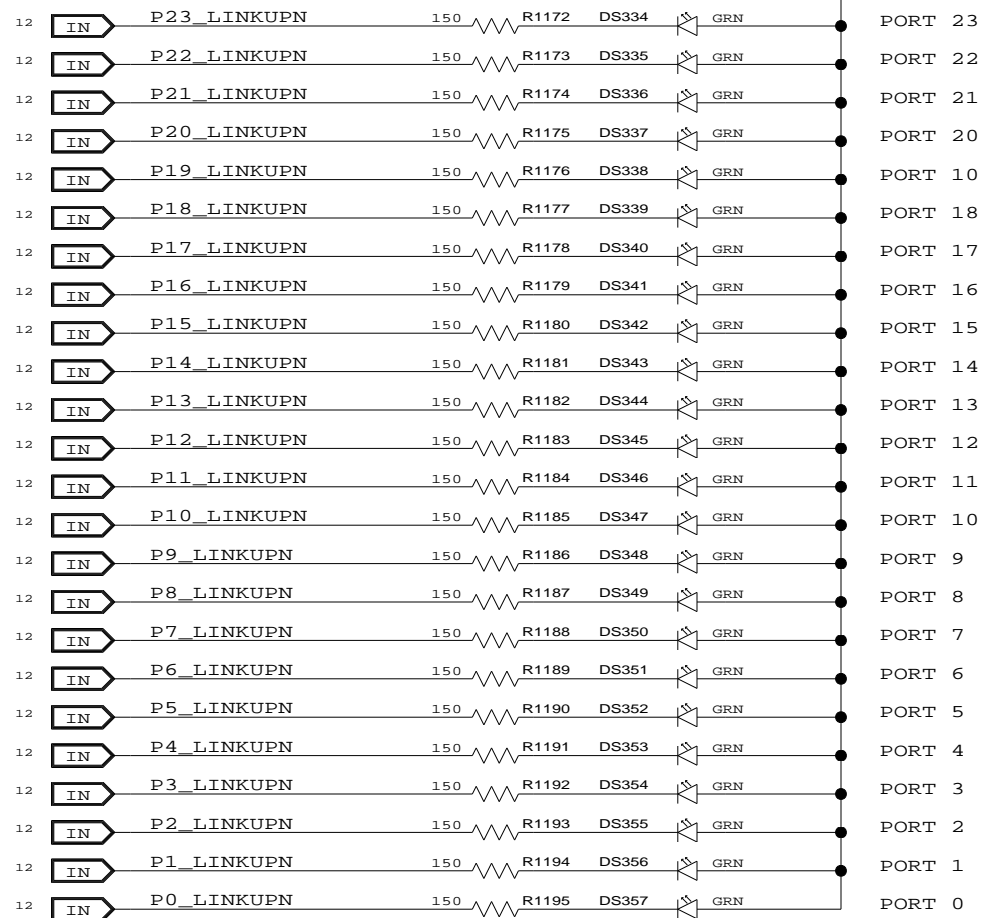 12 IN P23_LINKUPN 150 R1172 DS334 GRN PORT 23
12 IN P22_LINKUPN 150 R1173 DS335 GRN PORT 22
12 IN P21_LINKUPN 150 R1174 DS336 GRN PORT 21
12 IN P20_LINKUPN 150 R1175 DS337 GRN PORT 20
12 IN P19_LINKUPN 150 R1176 DS338 GRN PORT 10
12 IN P18_LINKUPN 150 R1177 DS339 GRN PORT 18
12 IN P17_LINKUPN 150 R1178 DS340 GRN PORT 17
12 IN P16_LINKUPN 150 R1179 DS341 GRN PORT 16
12 IN P15_LINKUPN 150 R1180 DS342 GRN PORT 15
12 IN P14_LINKUPN 150 R1181 DS343 GRN PORT 14
12 IN P13_LINKUPN 150 R1182 DS344 GRN PORT 13
12 IN P12_LINKUPN 150 R1183 DS345 GRN PORT 12
12 IN P11_LINKUPN 150 R1184 DS346 GRN PORT 11
12 IN P10_LINKUPN 150 R1185 DS347 GRN PORT 10
12 IN P9_LINKUPN 150 R1186 DS348 GRN PORT 9
12 IN P8_LINKUPN 150 R1187 DS349 GRN PORT 8
12 IN P7_LINKUPN 150 R1188 DS350 GRN PORT 7
12 IN P6_LINKUPN 150 R1189 DS351 GRN PORT 6
12 IN P5_LINKUPN 150 R1190 DS352 GRN PORT 5
12 IN P4_LINKUPN 150 R1191 DS353 GRN PORT 4
12 IN P3_LINKUPN 150 R1192 DS354 GRN PORT 3
12 IN P2_LINKUPN 150 R1193 DS355 GRN PORT 2
12 IN P1_LINKUPN 150 R1194 DS356 GRN PORT 1
12 IN P0_LINKUPN 150 R1195 DS357 GRN PORT 0